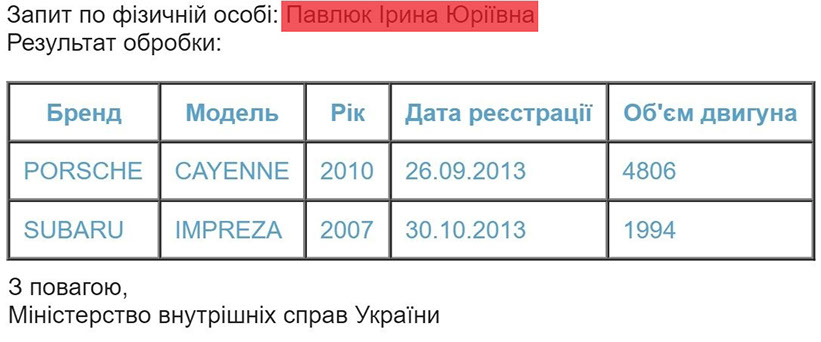 Запит по фізичній особі: Павлюк Ірина Юріївна
Результат обробки:
Бренд Модель Рік Дата реєстрації Об'єм двигуна
PORSCHE CAYENNE 2010 26.09.2013 4806
SUBARU IMPREZA 2007 30.10.2013 1994
З повагою,
Міністерство внутрішніх справ України